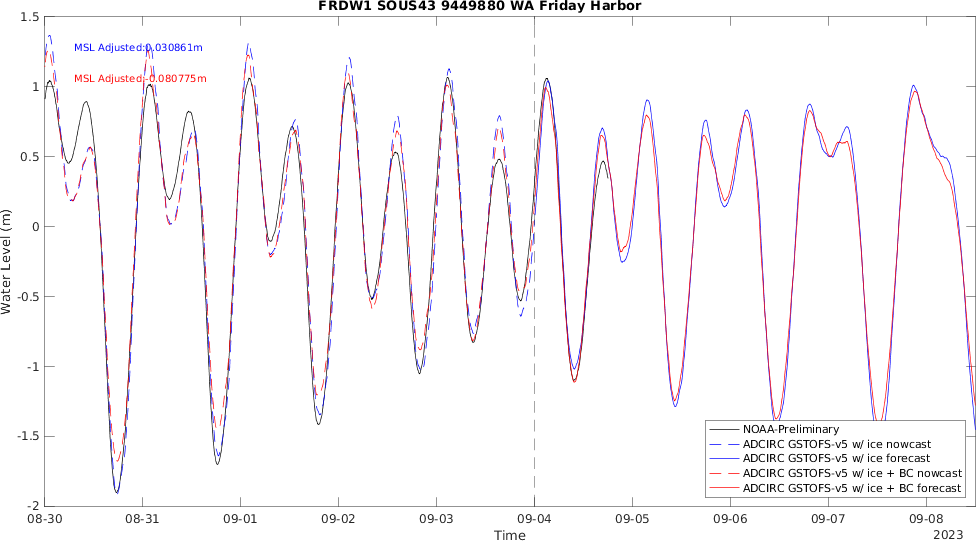 FRDW1 SOUS43 9449880 WA Friday Harbor
1.5
MSL Adjusted:0.030861m
MSL Adjusted:-0.080775m
1
0.5
0
-0.5
-1
-1.5
-2
Water Level (m)
NOAA-Preliminary
ADCIRC GSTOFS-v5 w/ ice nowcast
ADCIRC GSTOFS-v5 w/ ice forecast
ADCIRC GSTOFS-v5 w/ ice + BC nowcast
ADCIRC GSTOFS-v5 w/ ice + BC forecast
08-30 08-31 09-01 09-02 09-03 09-04 09-05 09-06 09-07 09-08
Time
2023